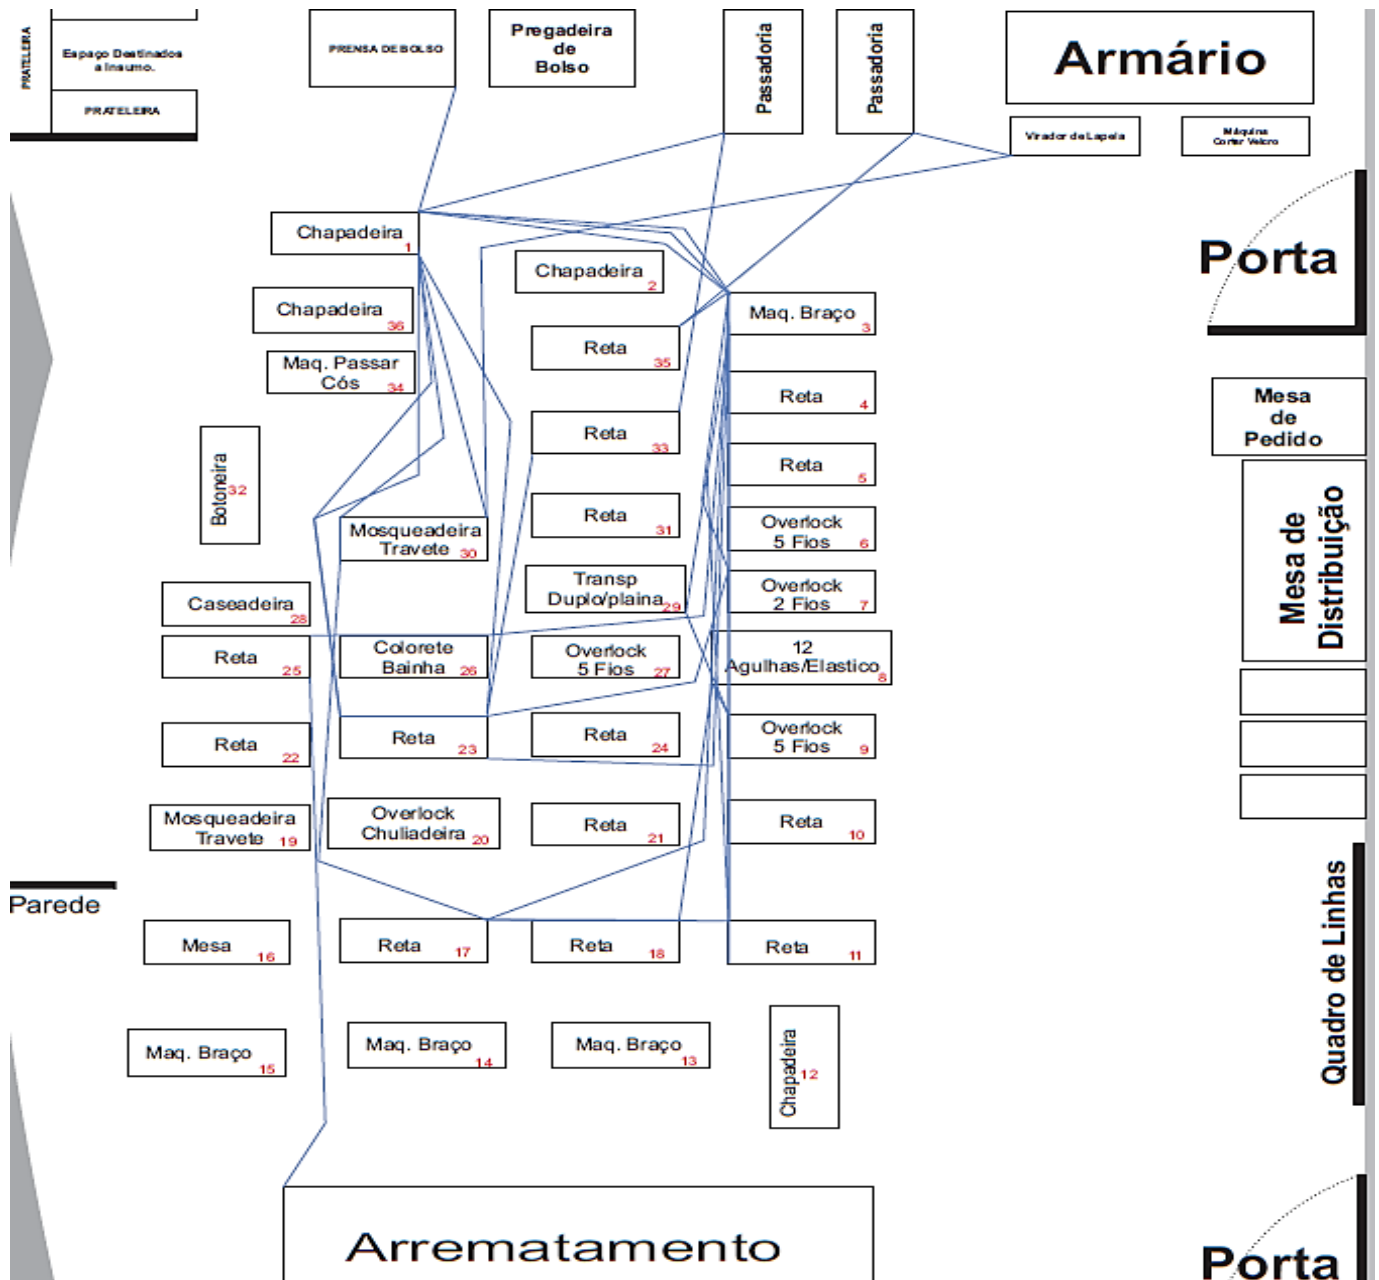 PRATELEIRA
Espaço Destinados
a Insumo.
PRATELEIRA
PRENSA DE BOLSO
Pregadeira
de
Bolso
Passadoria
Passadoria
Armário
Virador de Lapela
Máquina
Cortar Velcro
Chapadeira
1
Chapadeira
2
Porta
Chapadeira
36
Maq. Braço
3
Reta
35
Maq. Passar
Cós
34
Reta
4
Mesa
de
Pedido
Reta
33
Reta
5
Botoneira
32
Mesa de
Distribuição
Reta
31
Mosqueadeira
Travete
30
Overlock
5 Fios
6
Transp
Duplo/plaina
29
Overlock
2 Fios
7
Caseadeira
28
Reta
25
Colorete
Bainha
26
Overlock
5 Fios
27
12
Agulhas/Elastico
8
Reta
22
Reta
23
Reta
24
Overlock
5 Fios
9
Mosqueadeira
Travete
19
Overlock
Chuliadeira
20
Reta
21
Reta
10
Parede
Quadro de Linhas
Mesa
16
Reta
17
Reta
18
Reta
11
Maq. Braço
15
Maq. Braço
14
Maq. Braço
13
Chapadeira
12
Arrematamento
Porta